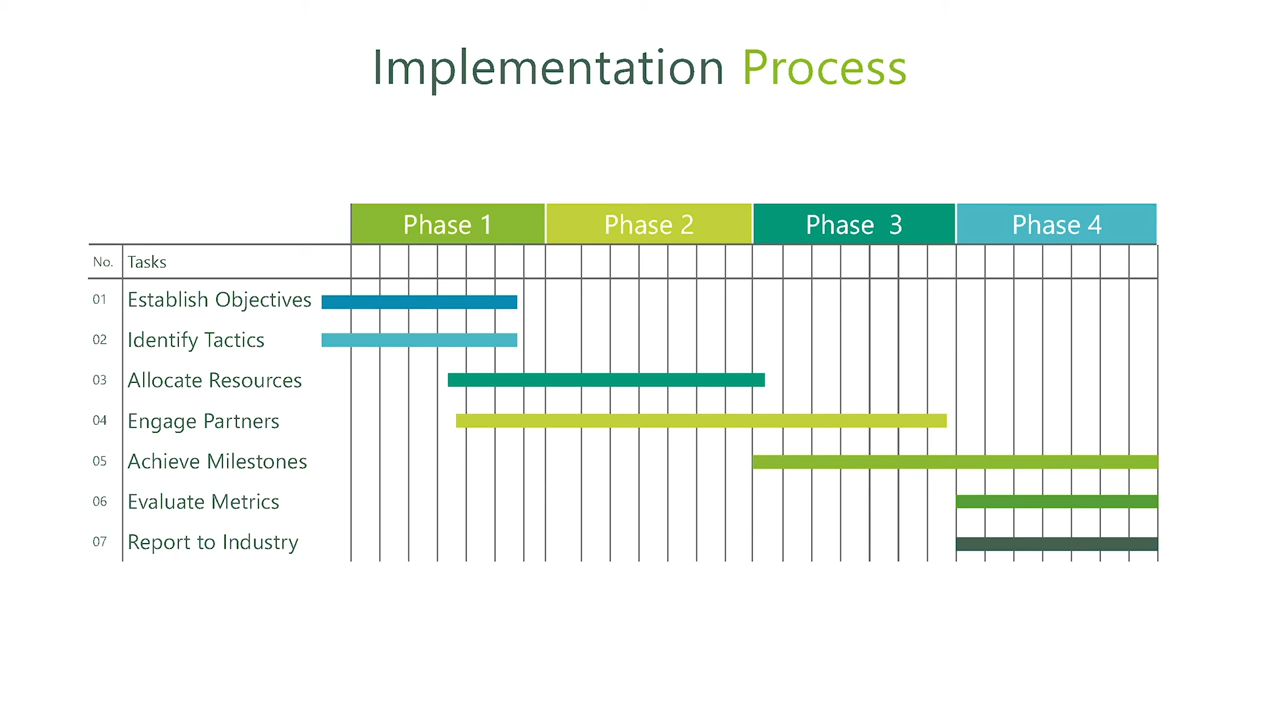 Implementation Process
Phase 1 Phase 2 Phase 3 Phase 4
No. Tasks
01 Establish Objectives
02 Identify Tactics
03 Allocate Resources
04 Engage Partners
05 Achieve Milestones
06 Evaluate Metrics
07 Report to Industry